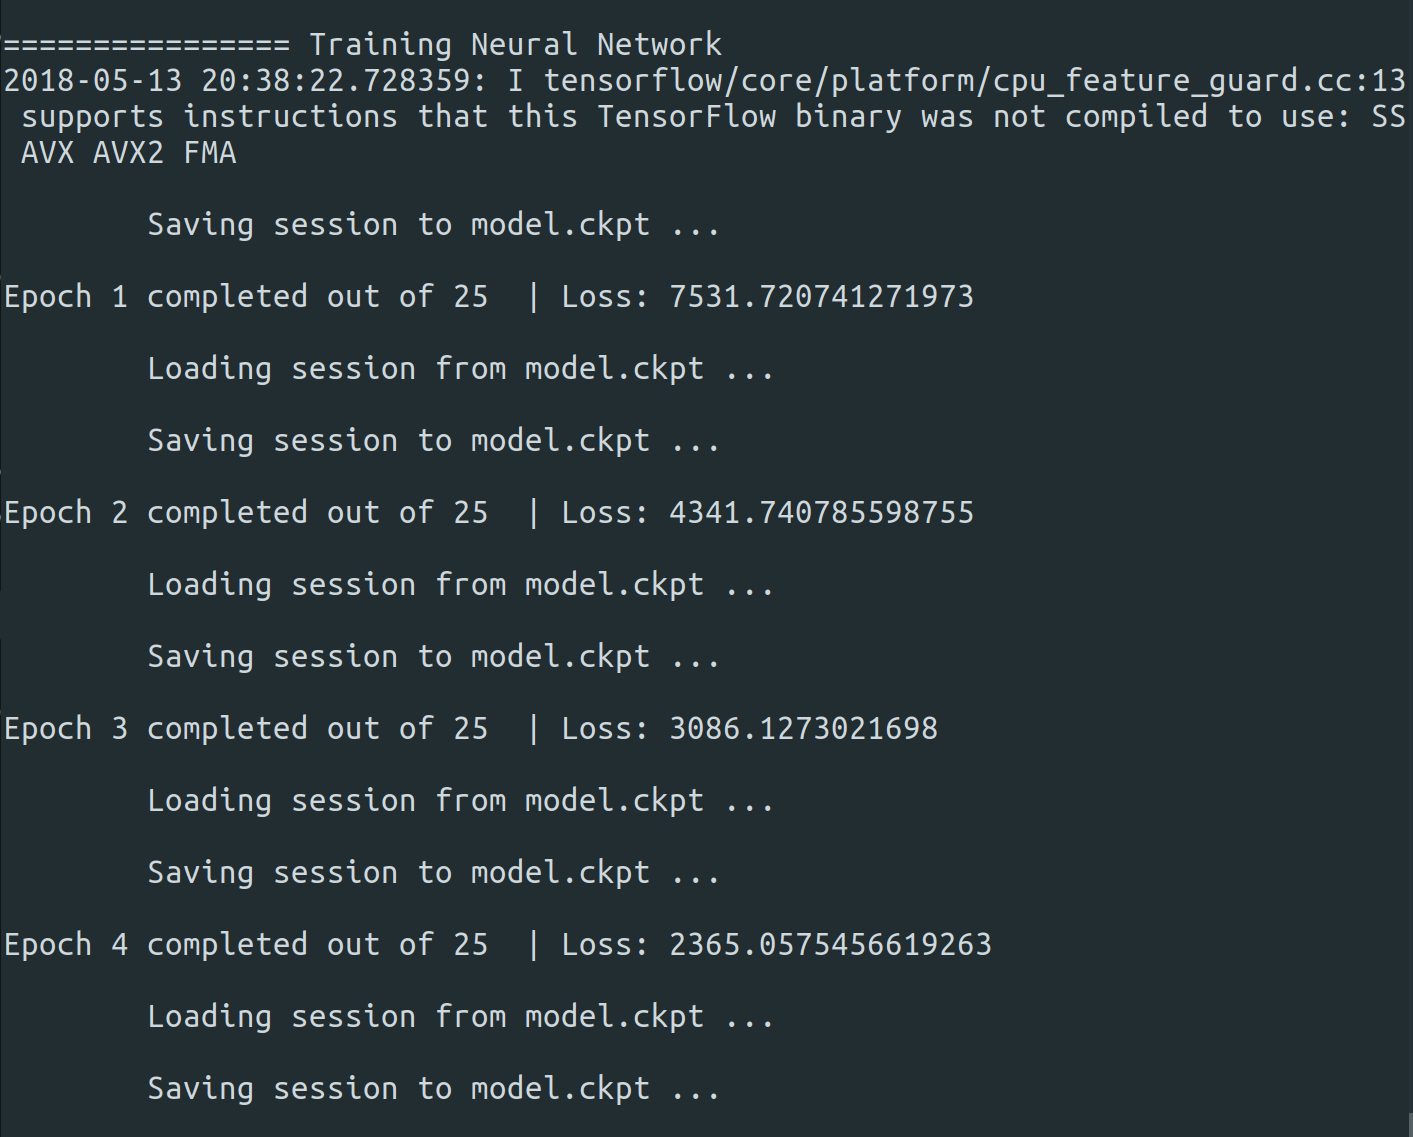 ================ Training Neural Network
2018-05-13 20:38:22.728359: I tensorflow/core/platform/cpu_feature_guard.cc:13
supports instructions that this TensorFlow binary was not compiled to use: SS
AVX AVX2 FMA
Saving session to model.ckpt ...
Epoch 1 completed out of 25  | Loss: 7531.720741271973
Loading session from model.ckpt ...
Saving session to model.ckpt ...
Epoch 2 completed out of 25  | Loss: 4341.740785598755
Loading session from model.ckpt ...
Saving session to model.ckpt ...
Epoch 3 completed out of 25  | Loss: 3086.1273021698
Loading session from model.ckpt ...
Saving session to model.ckpt ...
Epoch 4 completed out of 25  | Loss: 2365.0575456619263
Loading session from model.ckpt ...
Saving session to model.ckpt ...